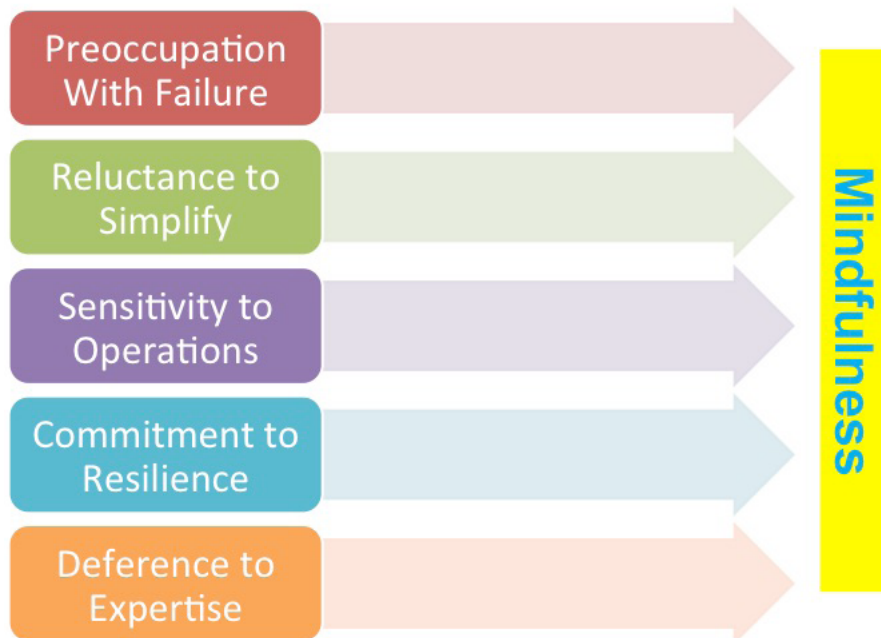 Preoccupation
With Failure
Reluctance to
Simplify
Sensitivity to
Operations
Commitment to
Resilience
Deference to
Expertise
Mindfulness